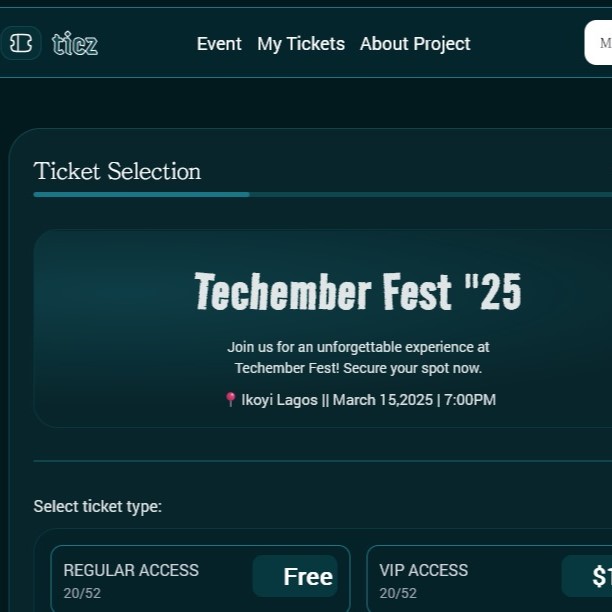 ticz Event My Tickets About Project M
Ticket Selection
Techember Fest "25
Join us for an unforgettable experience at
Techember Fest! Secure your spot now.
📍 Ikoyi Lagos || March 15,2025 | 7:00PM
Select ticket type:
REGULAR ACCESS Free VIP ACCESS $1
20/52 20/52